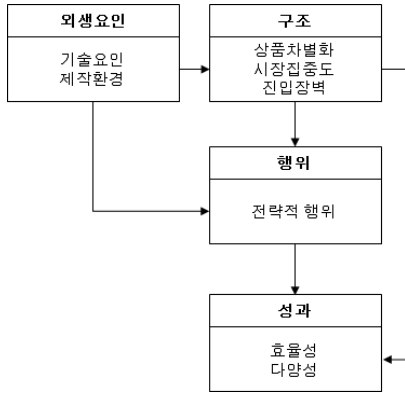 외생요인
기술요인
제작환경
구조
상품차별화
시장집중도
진입장벽
행위
전략적 행위
성과
효율성
다양성